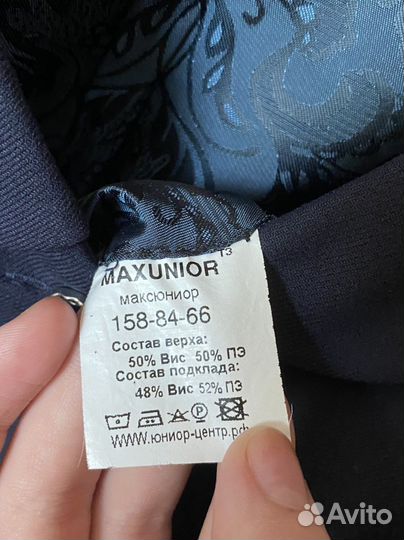 ТЗ
MAXUNIOR
максюниор
158-84-66
Состав верха:
50% Вис 50% ПЭ
Состав подклада:
48% Вис 52% ПЭ
www.юниор-центр.рф
Avito